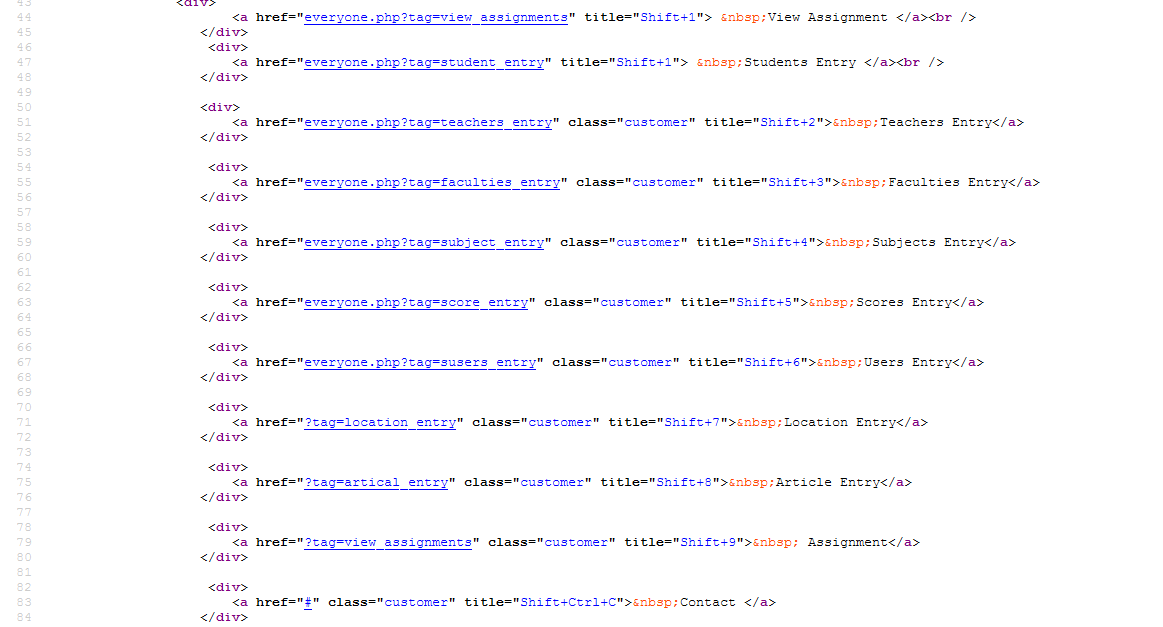 43 <div>
44 <a href="everyone.php?tag=view_assignments" title="Shift+1"> &nbsp;View Assignment </a><br />
45 </div>
46 <div>
47 <a href="everyone.php?tag=student_entry" title="Shift+1"> &nbsp;Students Entry </a><br />
48 </div>
49
50 <div>
51 <a href="everyone.php?tag=teachers_entry" class="customer" title="Shift+2">&nbsp;Teachers Entry</a>
52 </div>
53
54 <div>
55 <a href="everyone.php?tag=faculties_entry" class="customer" title="Shift+3">&nbsp;Faculties Entry</a>
56 </div>
57
58 <div>
59 <a href="everyone.php?tag=subject_entry" class="customer" title="Shift+4">&nbsp;Subjects Entry</a>
60 </div>
61
62 <div>
63 <a href="everyone.php?tag=score_entry" class="customer" title="Shift+5">&nbsp;Scores Entry</a>
64 </div>
65
66 <div>
67 <a href="everyone.php?tag=susers_entry" class="customer" title="Shift+6">&nbsp;Users Entry</a>
68 </div>
69
70 <div>
71 <a href="?tag=location_entry" class="customer" title="Shift+7">&nbsp;Location Entry</a>
72 </div>
73
74 <div>
75 <a href="?tag=artical_entry" class="customer" title="Shift+8">&nbsp;Article Entry</a>
76 </div>
77
78 <div>
79 <a href="?tag=view_assignments" class="customer" title="Shift+9">&nbsp; Assignment</a>
80 </div>
81
82 <div>
83 <a href="#" class="customer" title="Shift+Ctrl+C">&nbsp;Contact </a>
84 </div>